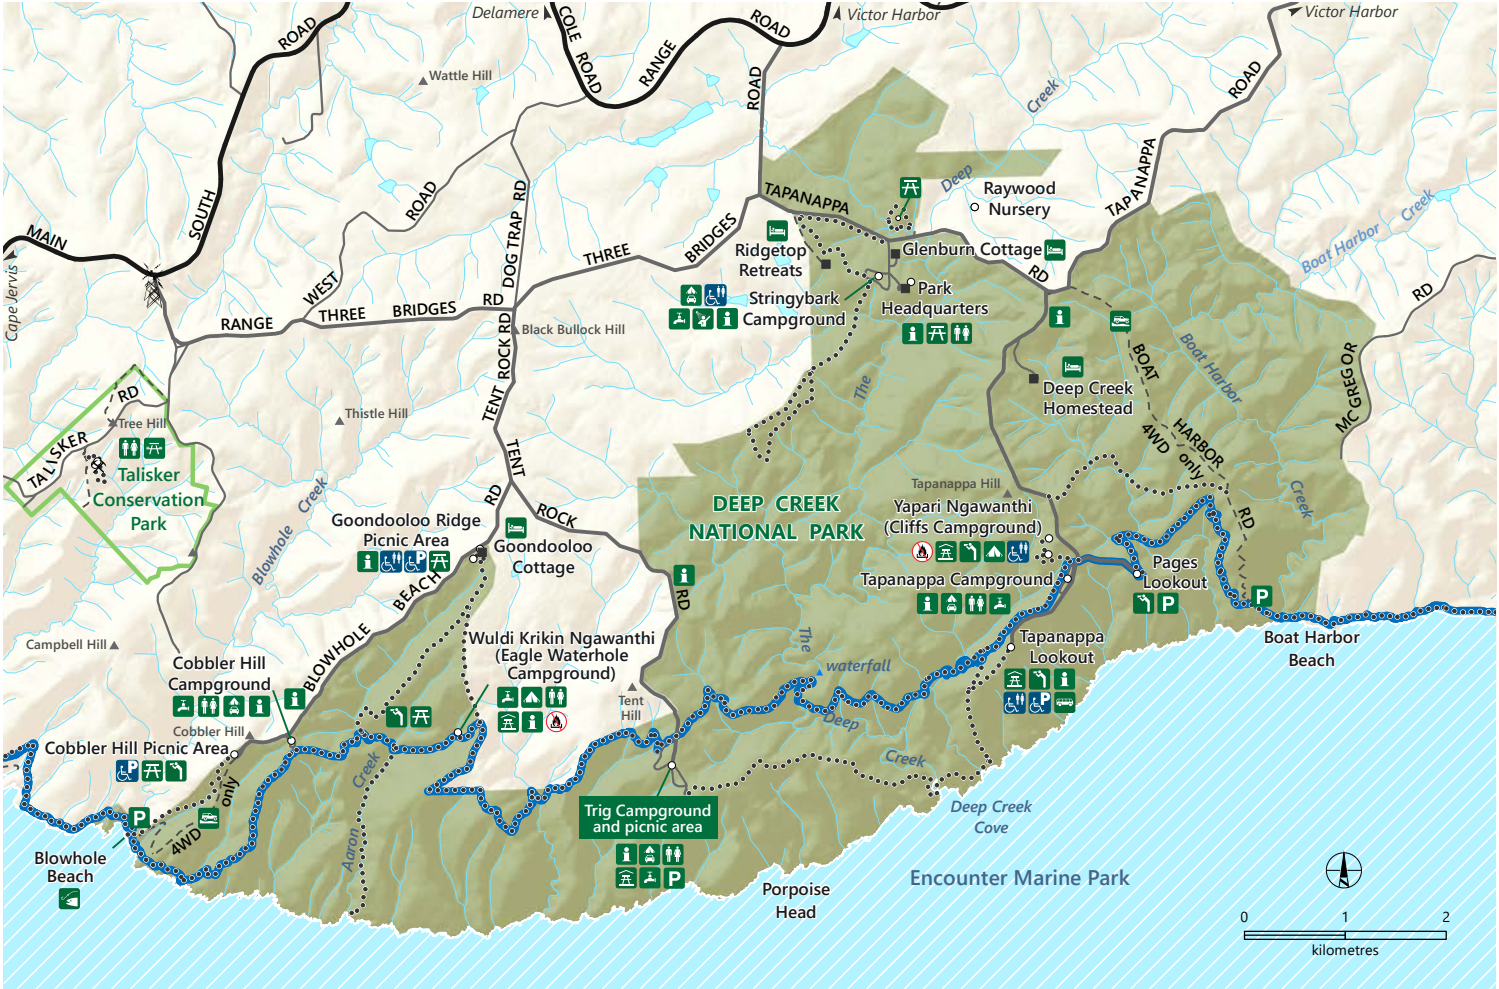 Delamere
COLE ROAD
RANGE
ROAD
Victor Harbor
Victor Harbor
ROAD
Wattle Hill
ROAD
Creek
ROAD
TAPANAPPA
SOUTH
ROAD
DOG TRAP RD
TAPANAPPA
Deep
Raywood
Nursery
MAIN
Cape Jervis
WEST
THREE
BRIDGES
Ridgetop
Retreats
Glenburn Cottage
RD
Boat Harbor Creek
RANGE
THREE
BRIDGES
RD
Stringybark
Campground
Park
Headquarters
RD
Black Bullock Hill
TENT ROCK RD
The
BOAT
Boat Harbor
MC GREGOR
Deep Creek
Homestead
RD
Tree Hill
TALISKER
Thistle Hill
Talisker
Conservation
Park
TENT
HARBOR
4WD
only
RD
Creek
Tapanappa Hill
DEEP CREEK
NATIONAL PARK
Yapari Ngawanthi
(Cliffs Campground)
Blowhole Creek
RD
ROCK
Goondooloo Ridge
Picnic Area
P
Goondooloo
Cottage
Tapanappa Campground
Pages
Lookout
P
P
BEACH
RD
Boat Harbor
Beach
Campbell Hill
Wuldi Krikin Ngawanthi
(Eagle Waterhole
Campground)
The
waterfall
Tapanappa
Lookout
P
Cobbler Hill
Campground
BLOWHOLE
Tent
Hill
Deep
Cobbler Hill
Cobbler Hill Picnic Area
P
Creek
Creek
only
4WD
P
Aaron
Trig Campground
and picnic area
P
Deep Creek
Cove
Blowhole
Beach
Porpoise
Head
Encounter Marine Park
0 1 2
kilometres